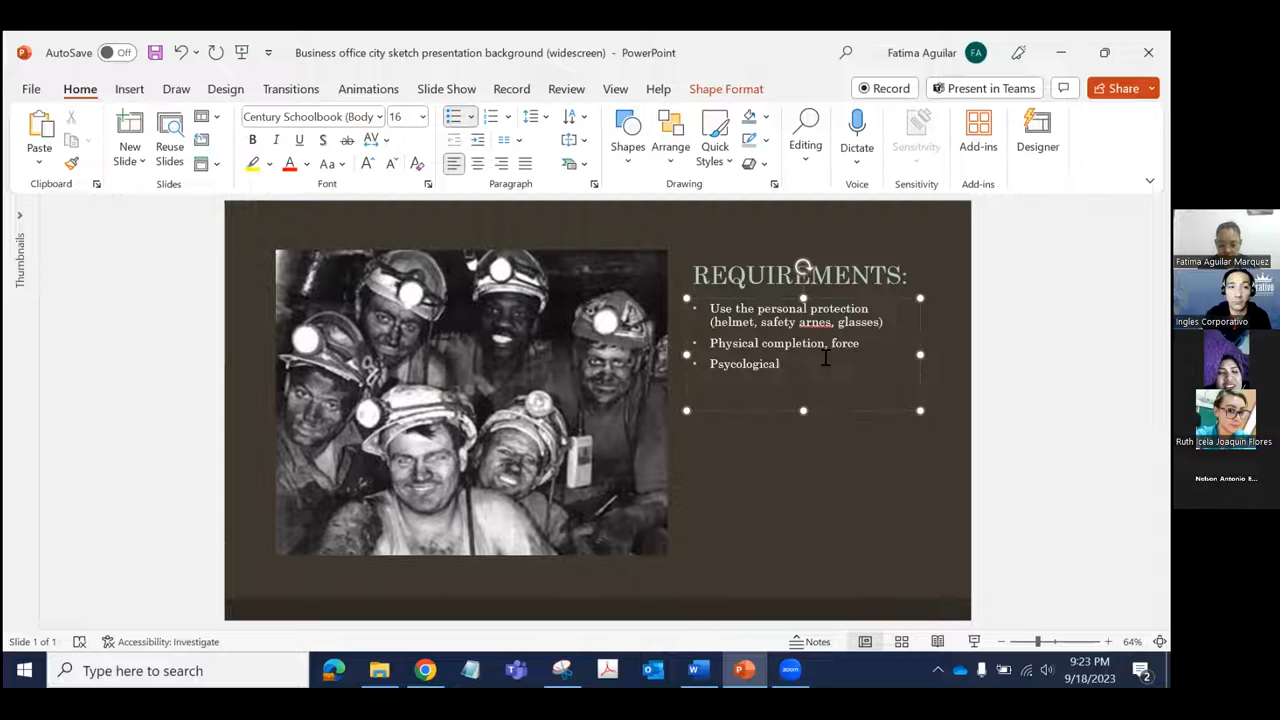 AutoSave
Off
Business office city sketch presentation background (widescreen) - PowerPoint
Fatima Aguilar
FA
File
Home
Insert
Draw
Design
Transitions
Animations
Slide Show
Record
Review
View
Help
Shape Format
Record
Present in Teams
Share
Paste
New
Slide
Reuse
Slides
Century Schoolbook (Body
16
Shapes
Arrange
Quick
Styles
Editing
Dictate
Sensitivity
Add-ins
Designer
Clipboard
Slides
Font
Paragraph
Drawing
Voice
Sensitivity
Add-ins
Thumbnails
REQUIREMENTS:
• Use the personal protection
(helmet, safety arnes, glasses)
• Physical completion, force
• Psycological
Fatima Aguilar Marquez
rativo
Ingles Corporativo
Ruth Icela Joaquin Flores
Nelson Antonio E...
Slide 1 of 1
Accessibility: Investigate
Notes
64%
Type here to search
9:23 PM
9/18/2023
2